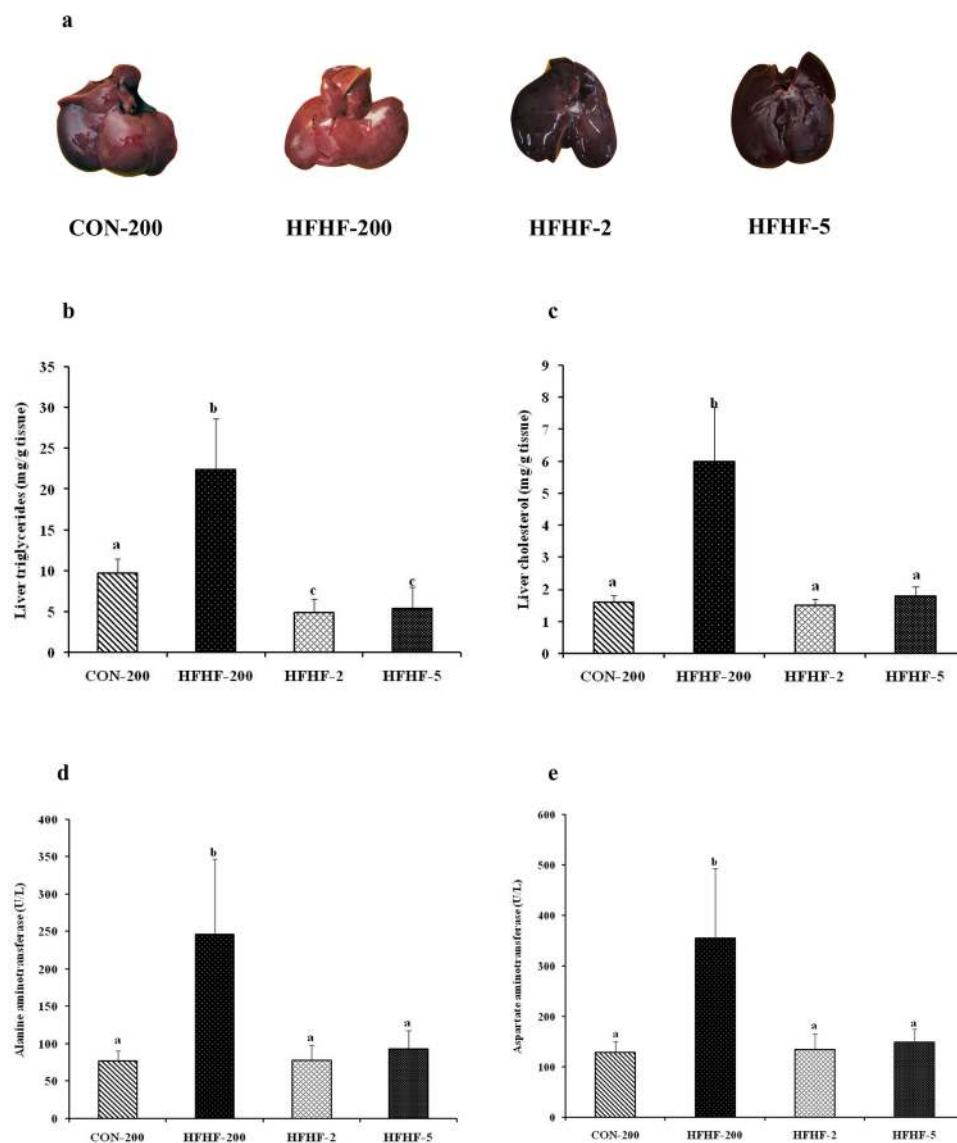 a
CON-200 HFHF-200 HFHF-2 HFHF-5
b
Liver triglycerides (mg/g tissue)
35
30
25
20
15
10
5
0
a
b
c
c
CON-200 HFHF-200 HFHF-2 HFHF-5
c
Liver cholesterol (mg/g tissue)
9
8
7
6
5
4
3
2
1
0
a
b
a
a
CON-200 HFHF-200 HFHF-2 HFHF-5
d
Alanine aminotransferase (U/L)
400
350
300
250
200
150
100
50
0
a
b
a
a
CON-200 HFHF-200 HFHF-2 HFHF-5
e
Aspartate aminotransferase (U/L)
600
500
400
300
200
100
0
a
b
a
a
CON-200 HFHF-200 HFHF-2 HFHF-5